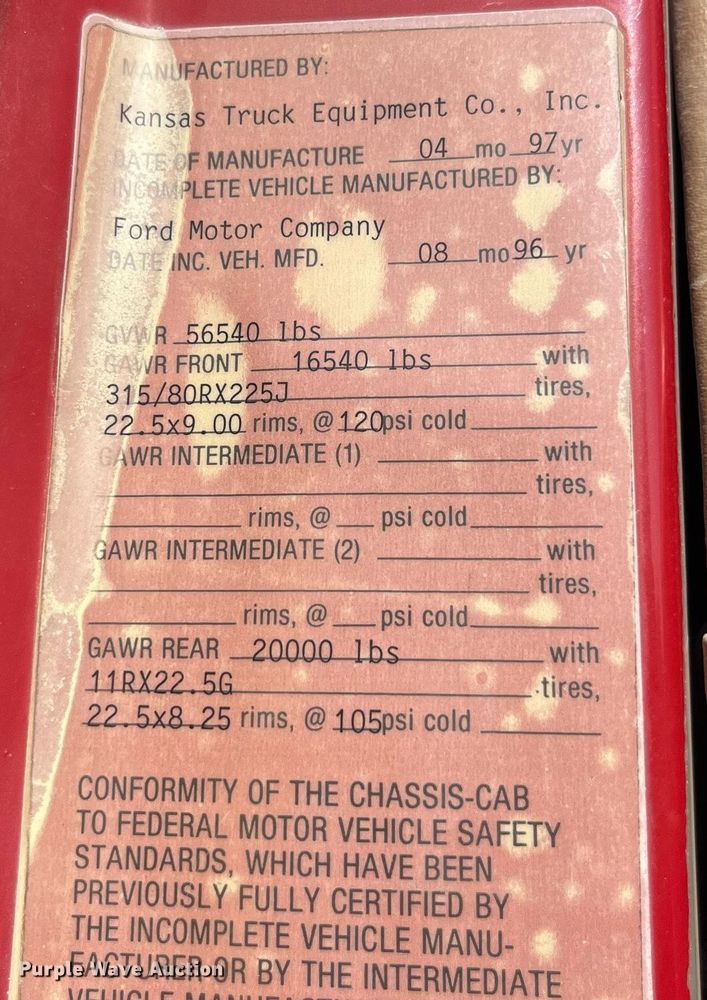 MANUFACTURED BY:
Kansas Truck Equipment Co., Inc.
DATE OF MANUFACTURE 04 mo 97 yr
INCOMPLETE VEHICLE MANUFACTURED BY:
Ford Motor Company
DATE INC. VEH. MFD. 08 mo 96 yr
GVWR 56540 lbs
GAWR FRONT 16540 lbs with
315/80RX225J tires,
22.5x9.00 rims, @ 120 psi cold
GAWR INTERMEDIATE (1) with
tires,
rims, @ psi cold
GAWR INTERMEDIATE (2) with
tires,
rims, @ psi cold
GAWR REAR 20000 lbs with
11RX22.5G tires,
22.5x8.25 rims, @ 105 psi cold
CONFORMITY OF THE CHASSIS-CAB
TO FEDERAL MOTOR VEHICLE SAFETY
STANDARDS, WHICH HAVE BEEN
PREVIOUSLY FULLY CERTIFIED BY
THE INCOMPLETE VEHICLE MANU-
FACTURER OR BY THE INTERMEDIATE
Purple Wave Auction
VEHICLE